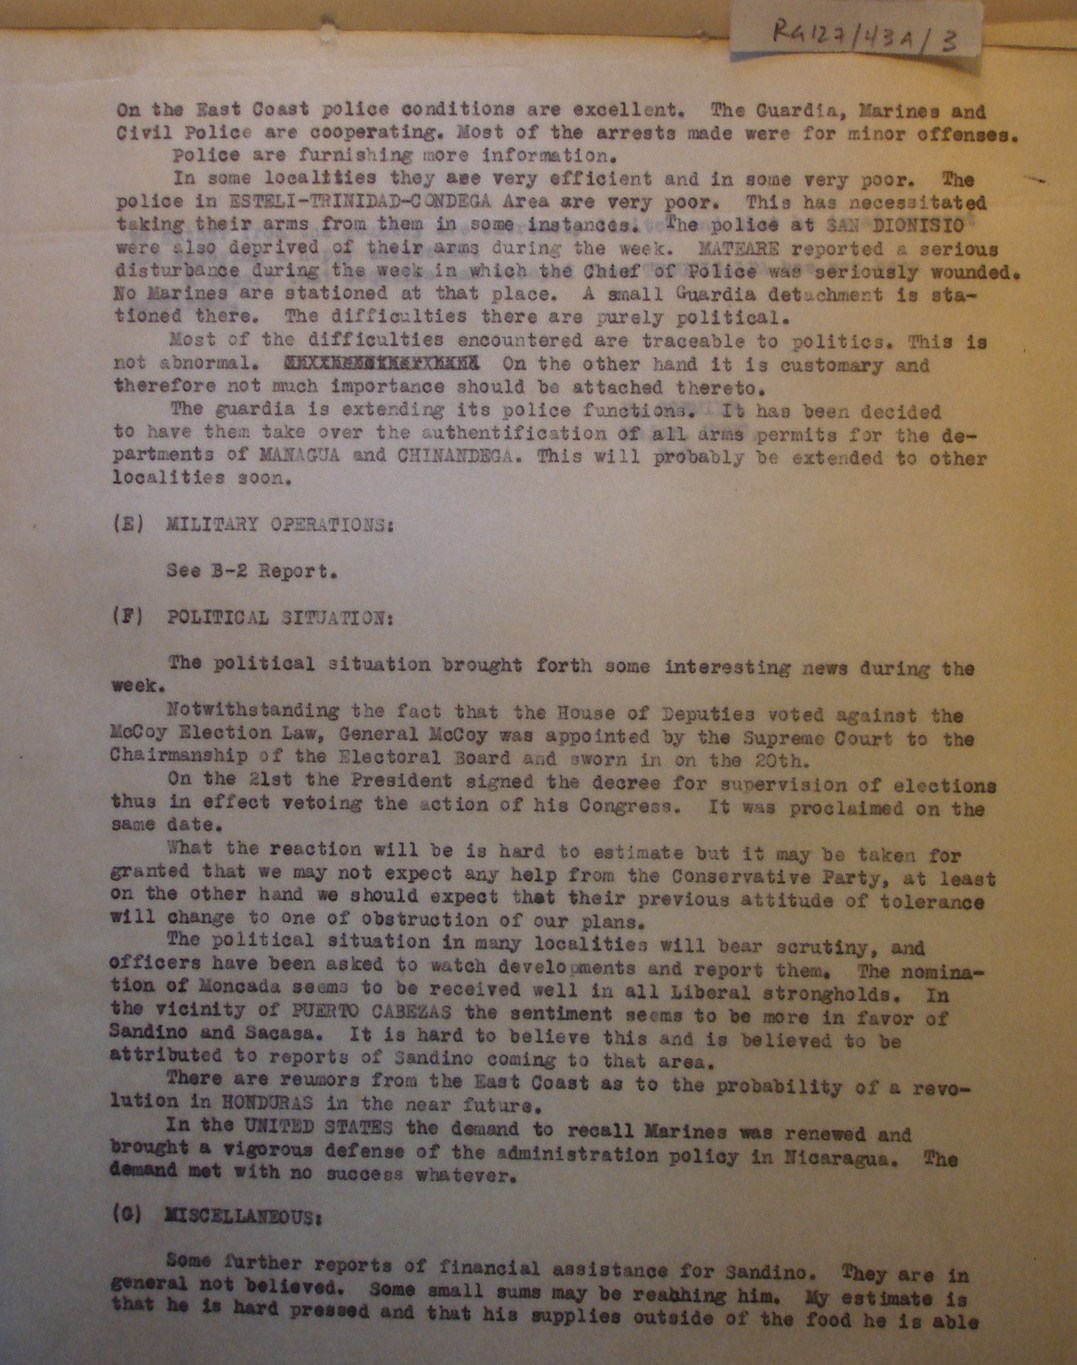 RG127/43A/3
On the East Coast police conditions are excellent. The Guardia, Marines and
Civil Police are cooperating. Most of the arrests made were for minor offenses.
Police are furnishing more information.
In some localities they aee very efficient and in some very poor. The
police in ESTELI-TRINIDAD-CONDEGA Area are very poor. This has necessitated
taking their arms from them in some instances. The police at SAN DIONISIO
were also deprived of their arms during the week. MATEARE reported a serious
disturbance during the week in which the Chief of Police was seriously wounded.
No Marines are stationed at that place. A small Guardia detachment is sta-
tioned there. The difficulties there are purely political.
Most of the difficulties encountered are traceable to politics. This is
not abnormal. On the other hand it is customary and
therefore not much importance should be attached thereto.
The guardia is extending its police functions. It has been decided
to have them take over the authentification of all arms permits for the de-
partments of MANAGUA and CHINANDEGA. This will probably be extended to other
localities soon.
(E) MILITARY OPERATIONS:
See B-2 Report.
(F) POLITICAL SITUATION:
The political situation brought forth some interesting news during the
week.
Notwithstanding the fact that the House of Deputies voted against the
McCoy Election Law, General McCoy was appointed by the Supreme Court to the
Chairmanship of the Electoral Board and sworn in on the 20th.
On the 21st the President signed the decree for supervision of elections
thus in effect vetoing the action of his Congress. It was proclaimed on the
same date.
What the reaction will be is hard to estimate but it may be taken for
granted that we may not expect any help from the Conservative Party, at least
on the other hand we should expect that their previous attitude of tolerance
will change to one of obstruction of our plans.
The political situation in many localities will bear scrutiny, and
officers have been asked to watch developments and report them. The nomina-
tion of Moncada seems to be received well in all Liberal strongholds. In
the vicinity of PUERTO CABEZAS the sentiment seems to be more in favor of
Sandino and Sacasa. It is hard to believe this and is believed to be
attributed to reports of Sandino coming to that area.
There are reumors from the East Coast as to the probability of a revo-
lution in HONDURAS in the near future.
In the UNITED STATES the demand to recall Marines was renewed and
brought a vigorous defense of the administration policy in Nicaragua. The
demand met with no success whatever.
(G) MISCELLANEOUS:
Some further reports of financial assistance for Sandino. They are in
general not believed. Some small sums may be reahhing him. My estimate is
that he is hard pressed and that his supplies outside of the food he is able